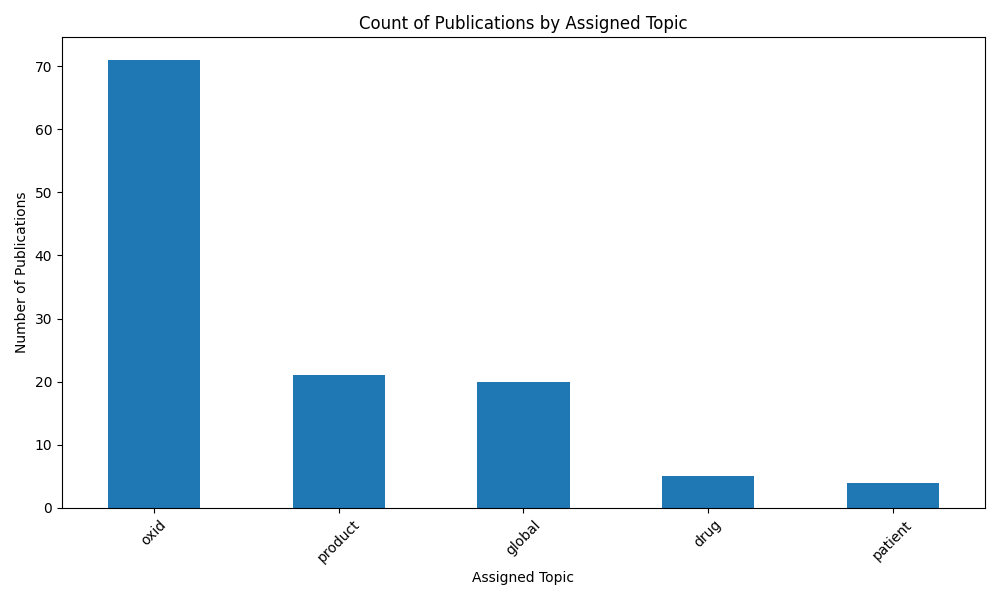 Count of Publications by Assigned Topic
Number of Publications
70
60
50
40
30
20
10
0
oxid
product
global
drug
patient
Assigned Topic